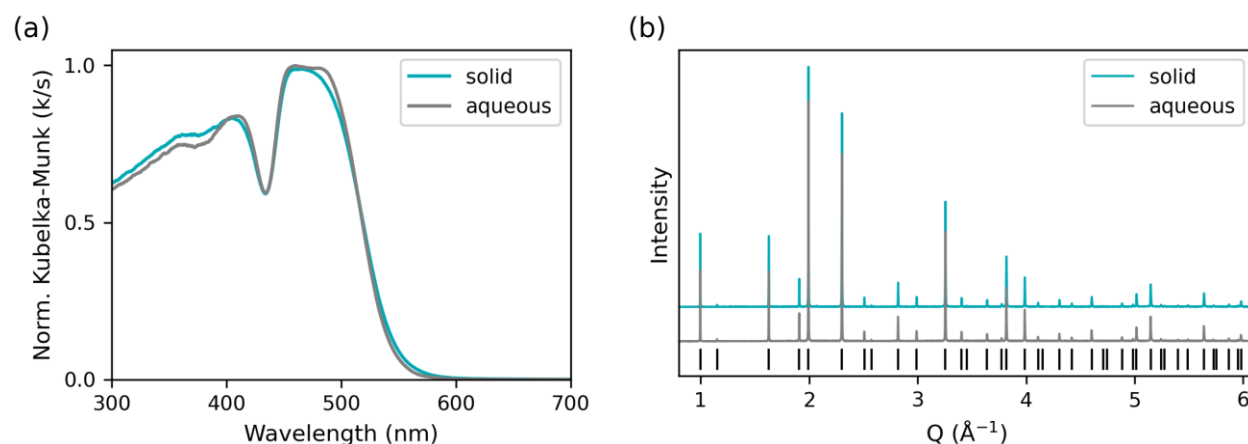 (a)
Norm. Kubelka-Munk (k/s)
1.0
0.5
0.0
solid
aqueous
300 400 500 600 700
Wavelength (nm)
(b)
Intensity
solid
aqueous
1 2 3 4 5 6
Q (Å⁻¹)